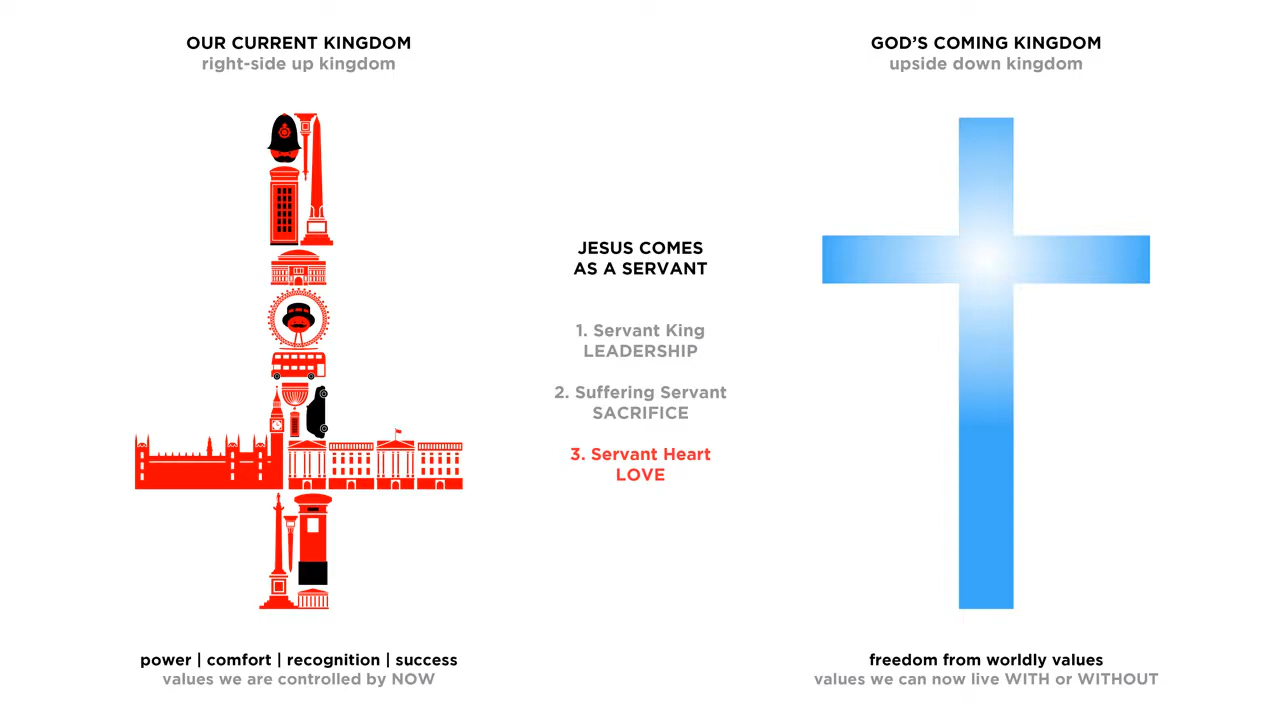 OUR CURRENT KINGDOM
right-side up kingdom
GOD'S COMING KINGDOM
upside down kingdom
JESUS COMES
AS A SERVANT
1. Servant King
LEADERSHIP
2. Suffering Servant
SACRIFICE
3. Servant Heart
LOVE
power | comfort | recognition | success
values we are controlled by NOW
freedom from worldly values
values we can now live WITH or WITHOUT